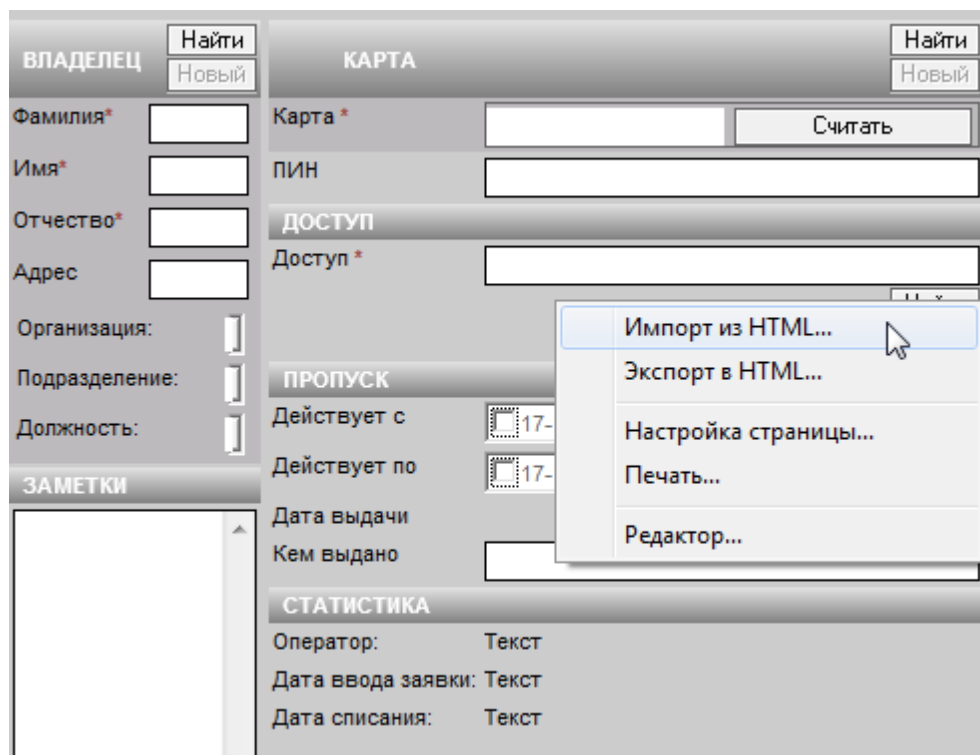 ВЛАДЕЛЕЦ
Найти
Новый
Фамилия*
Имя*
Отчество*
Адрес
Организация:
Подразделение:
Должность:
ЗАМЕТКИ
КАРТА
Найти
Новый
Карта *
Считать
ПИН
ДОСТУП
Доступ *
ПРОПУСК
Действует с
17-
Действует по
17-
Дата выдачи
Кем выдано
СТАТИСТИКА
Оператор: Текст
Дата ввода заявки: Текст
Дата списания: Текст
Импорт из HTML...
Экспорт в HTML...
Настройка страницы...
Печать...
Редактор...